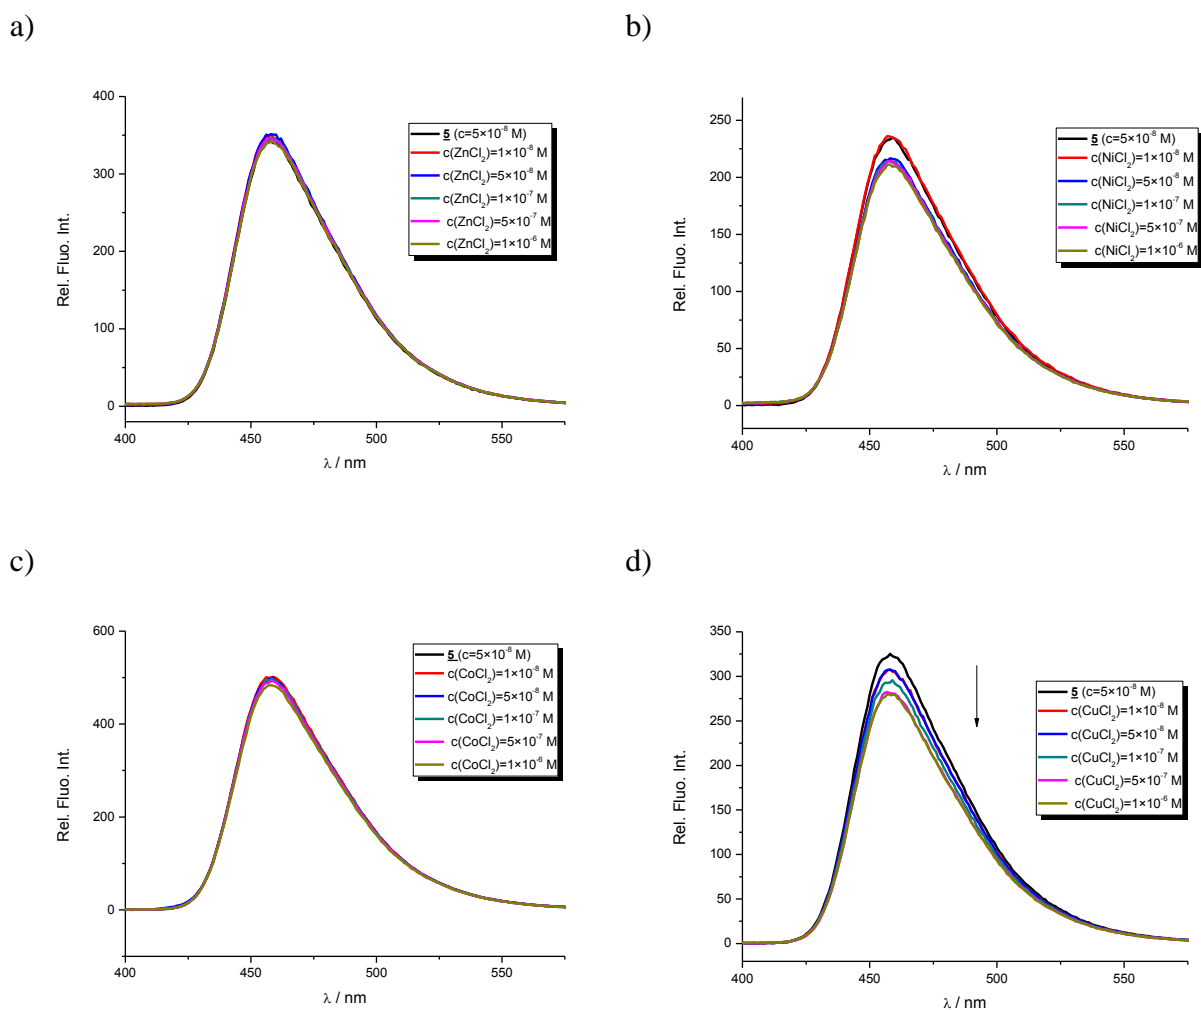 a)
400
300
200
100
0
400
450
500
550
Rel. Fluo. Int.
λ / nm
5 (c=5×10⁻⁸ M)
c(ZnCl₂)=1×10⁻⁸ M
c(ZnCl₂)=5×10⁻⁸ M
c(ZnCl₂)=1×10⁻⁷ M
c(ZnCl₂)=5×10⁻⁷ M
c(ZnCl₂)=1×10⁻⁶ M
b)
250
200
150
100
50
0
400
450
500
550
Rel. Fluo. Int.
λ / nm
5 (c=5×10⁻⁸ M)
c(NiCl₂)=1×10⁻⁸ M
c(NiCl₂)=5×10⁻⁸ M
c(NiCl₂)=1×10⁻⁷ M
c(NiCl₂)=5×10⁻⁷ M
c(NiCl₂)=1×10⁻⁶ M
c)
600
400
200
0
400
450
500
550
Rel. Fluo. Int.
λ / nm
5 (c=5×10⁻⁸ M)
c(CoCl₂)=1×10⁻⁸ M
c(CoCl₂)=5×10⁻⁸ M
c(CoCl₂)=1×10⁻⁷ M
c(CoCl₂)=5×10⁻⁷ M
c(CoCl₂)=1×10⁻⁶ M
d)
350
300
250
200
150
100
50
0
400
450
500
550
Rel. Fluo. Int.
λ / nm
5 (c=5×10⁻⁸ M)
c(CuCl₂)=1×10⁻⁸ M
c(CuCl₂)=5×10⁻⁸ M
c(CuCl₂)=1×10⁻⁷ M
c(CuCl₂)=5×10⁻⁷ M
c(CuCl₂)=1×10⁻⁶ M